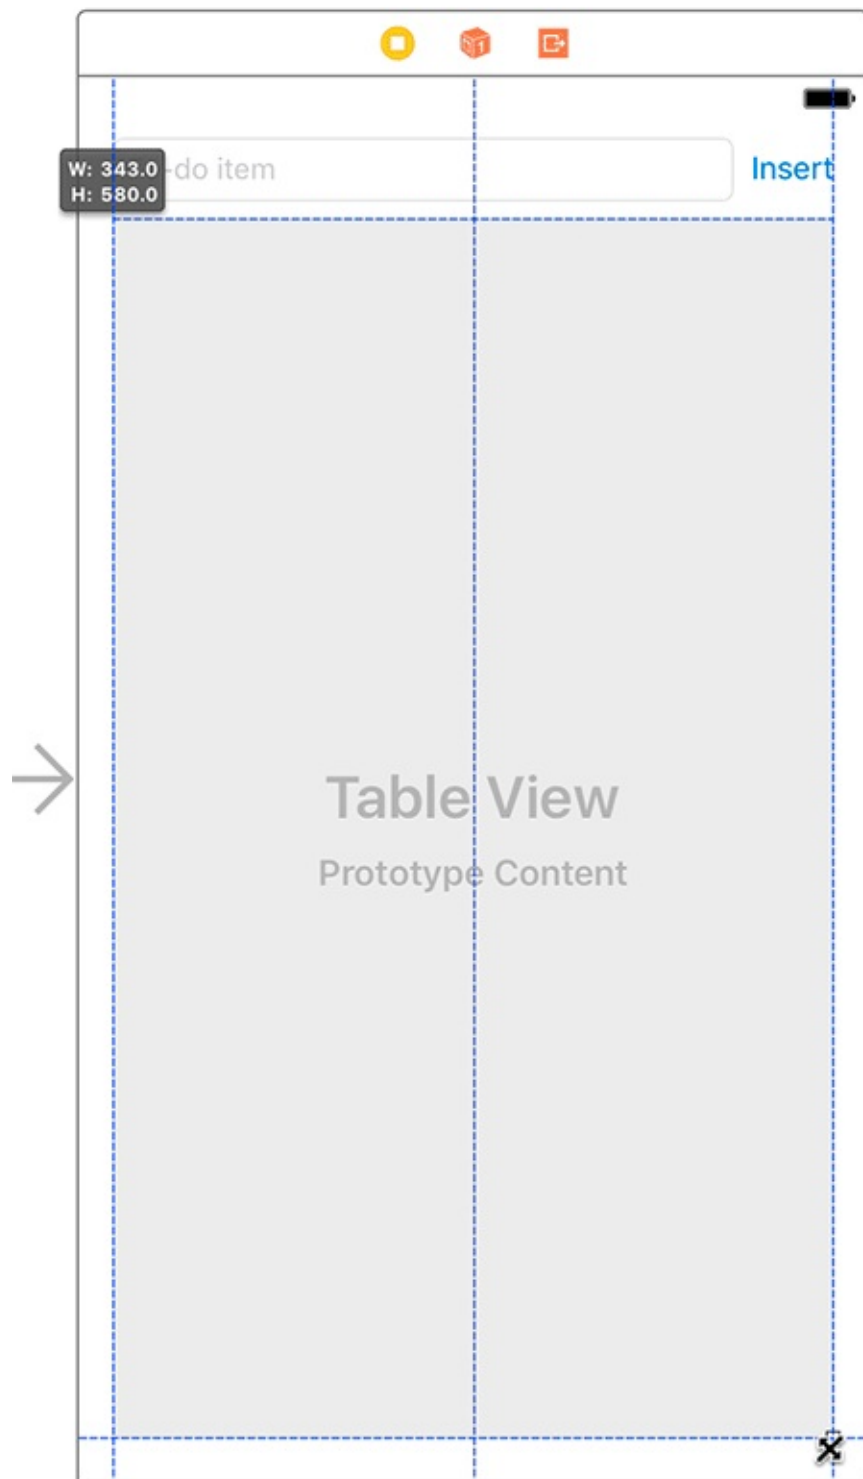 W: 343.0
H: 580.0
-do item
Insert
Table View
Prototype Content